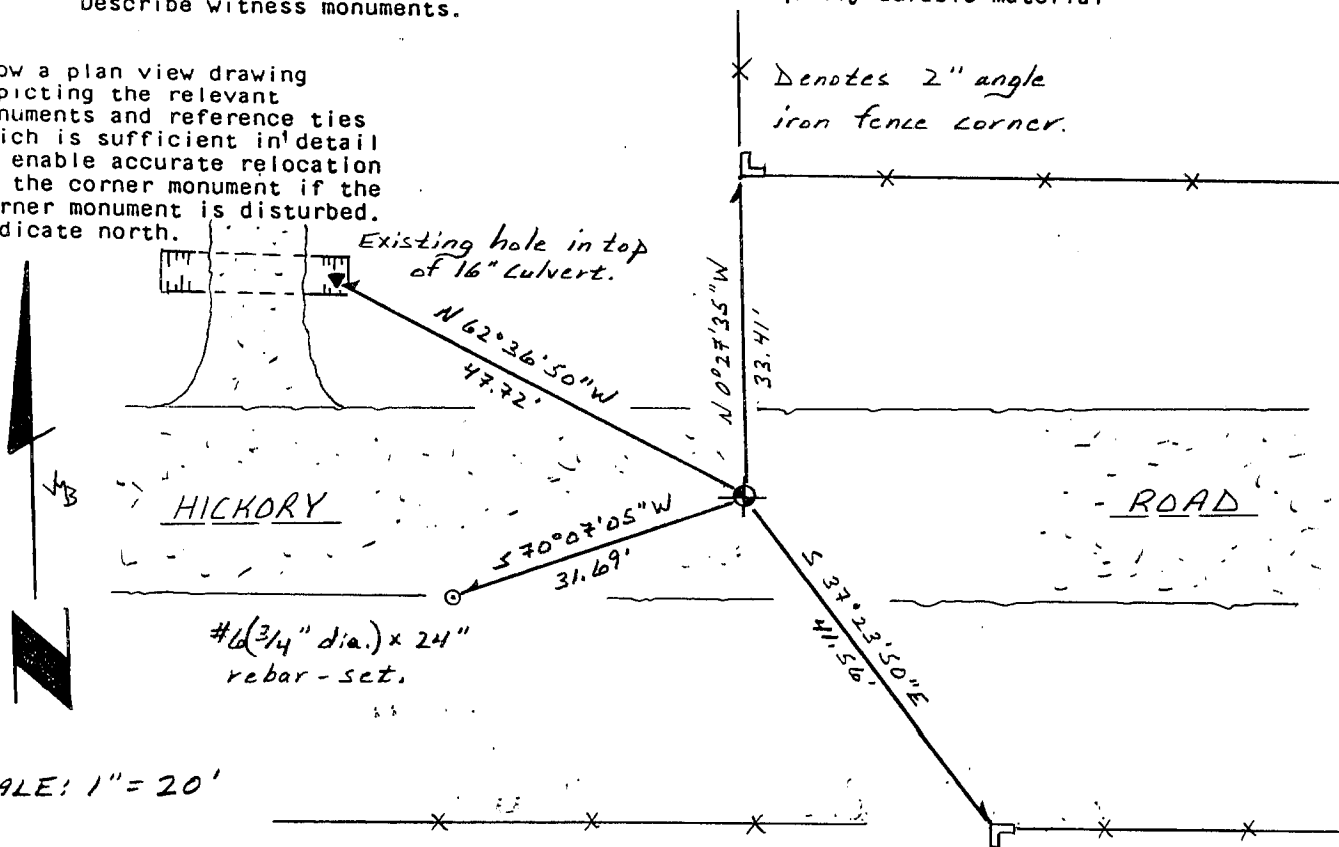 Describe witness monuments.
durable material
ow a plan view drawing
picting the relevant
numents and reference ties
ich is sufficient in detail
enable accurate relocation
the corner monument if the
rner monument is disturbed.
dicate north.
Denotes 2" angle
iron fence corner.
Existing hole in top
of 16" culvert.
N 62°36'50" W
47.72'
N 0°27'35" W
33.41'
HICKORY
ROAD
S 70°07'05" W
31.69'
S 37°23'50" E
41.56'
#6(3/4" dia.) x 24"
rebar - set.
N
ALE: 1" = 20'